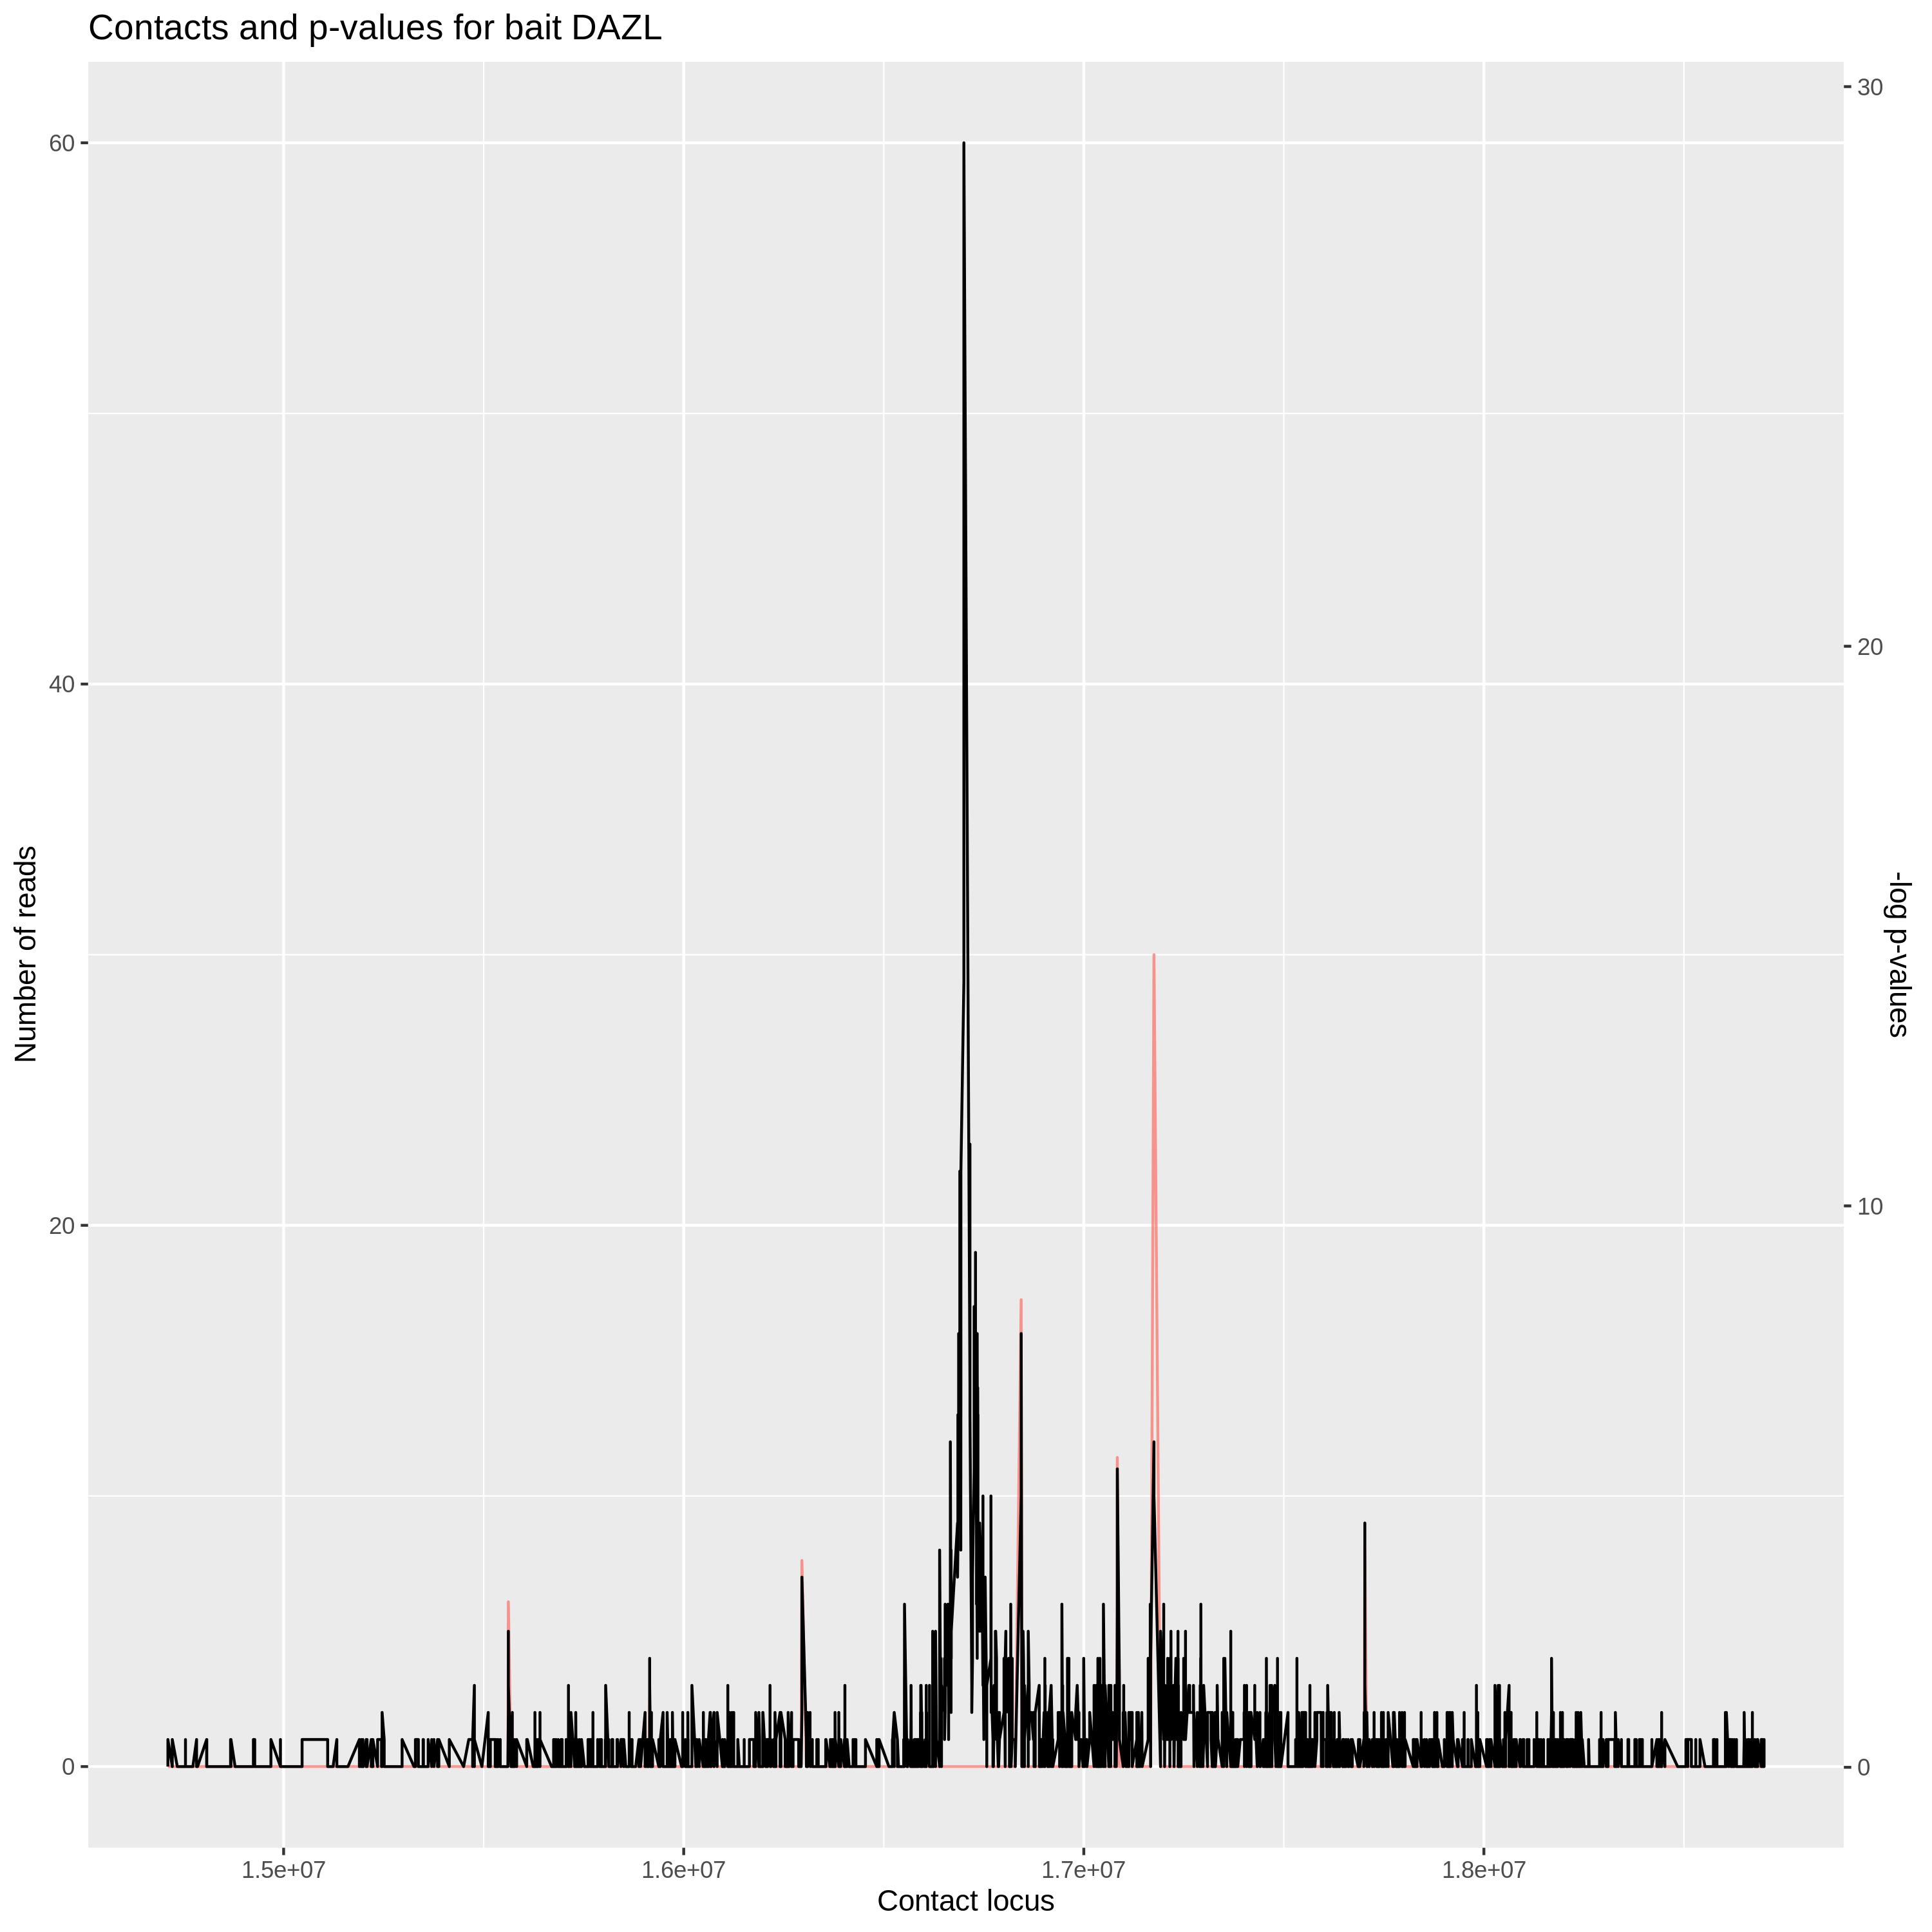 Contacts and p-values for bait DAZL
60
40
20
0
30
20
10
0
Number of reads
-log p-values
1.5e+07
1.6e+07
1.7e+07
1.8e+07
Contact locus